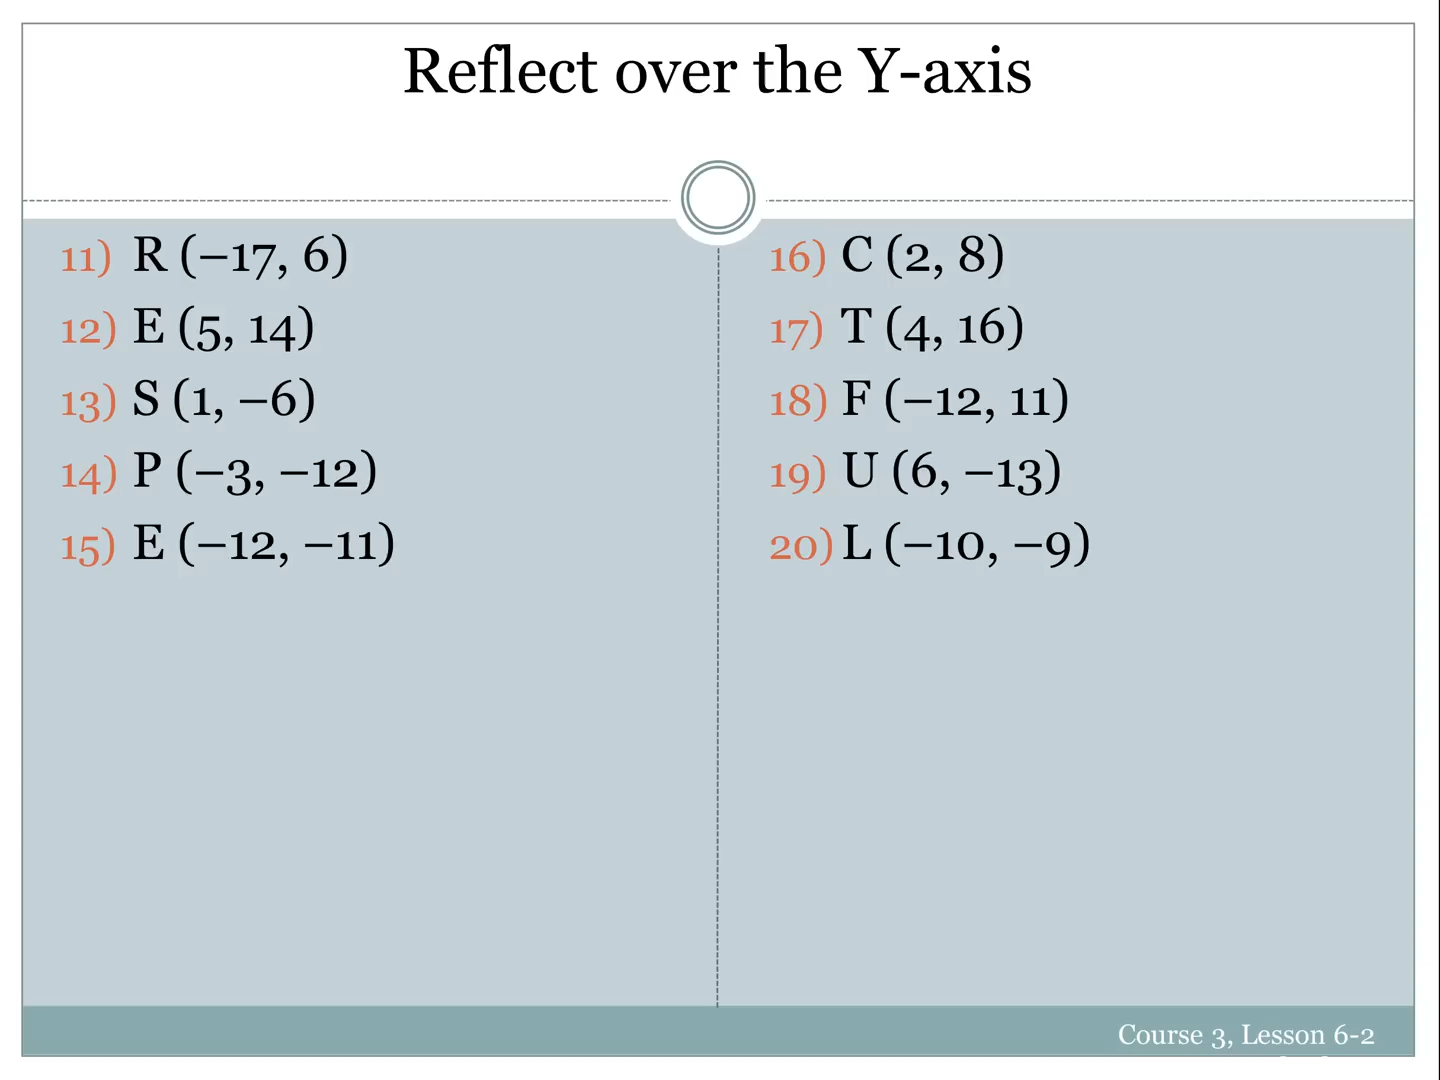 Reflect over the Y-axis
11) R (–17, 6)
12) E (5, 14)
13) S (1, –6)
14) P (–3, –12)
15) E (–12, –11)
16) C (2, 8)
17) T (4, 16)
18) F (–12, 11)
19) U (6, –13)
20) L (–10, –9)
Course 3, Lesson 6-2